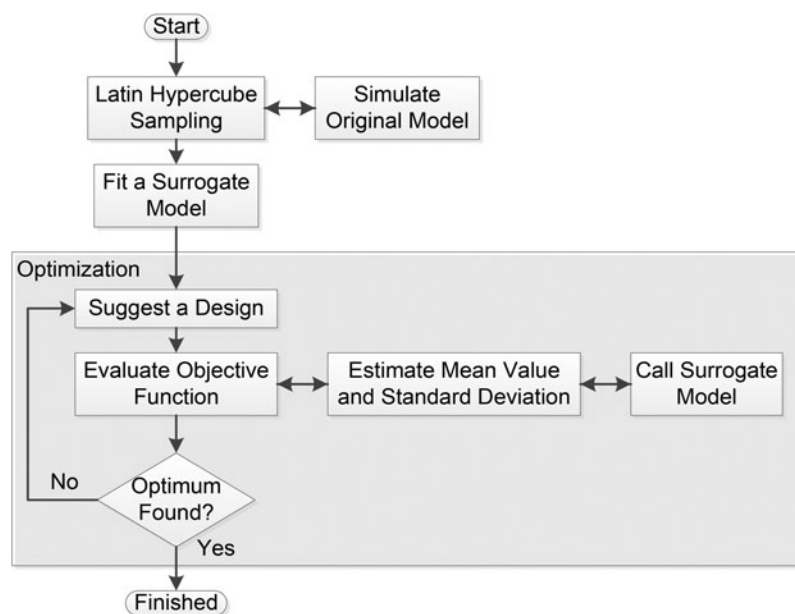 Start
Latin Hypercube
Sampling
Simulate
Original Model
Fit a Surrogate
Model
Optimization
Suggest a Design
Evaluate Objective
Function
Estimate Mean Value
and Standard Deviation
Call Surrogate
Model
No
Optimum
Found?
Yes
Finished